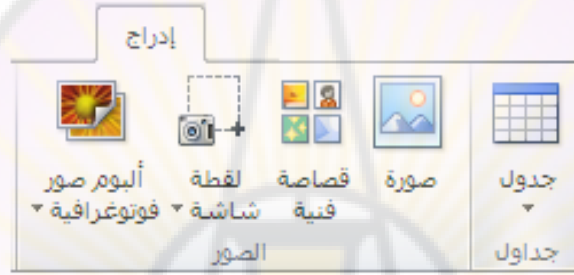 إدراج
جدول
صورة
قصاصة
فنية
لقطة
شاشة
ألبوم صور
فوتوغرافية
جداول
الصور